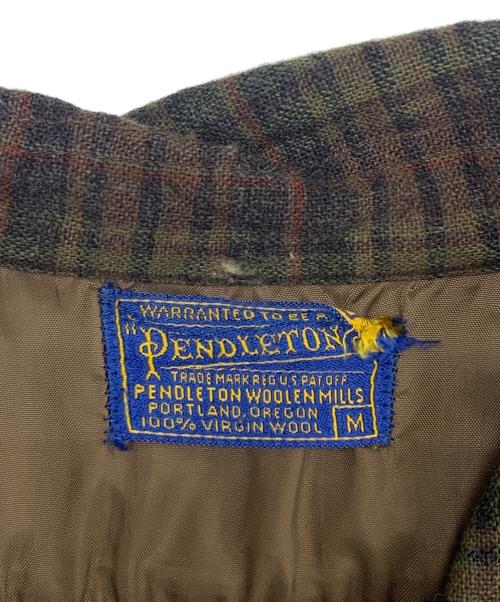 WARRANTED TO BE A
"PENDLETON
TRADE MARK REG U.S. PAT. OFF
PENDLETON WOOLEN MILLS
PORTLAND, OREGON
100% VIRGIN WOOL M